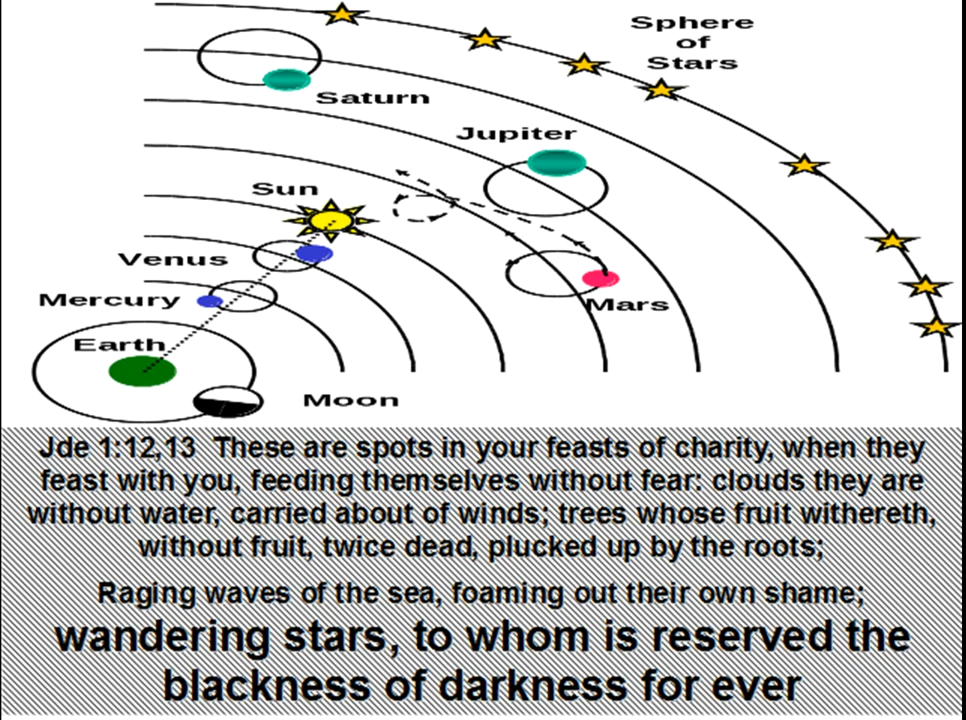 Sphere
of
Stars
Saturn
Jupiter
Sun
Venus
Mercury
Mars
Earth
Moon
Jde 1:12,13  These are spots in your feasts of charity, when they
feast with you, feeding themselves without fear: clouds they are
without water, carried about of winds; trees whose fruit withereth,
without fruit, twice dead, plucked up by the roots;
Raging waves of the sea, foaming out their own shame;
wandering stars, to whom is reserved the
blackness of darkness for ever